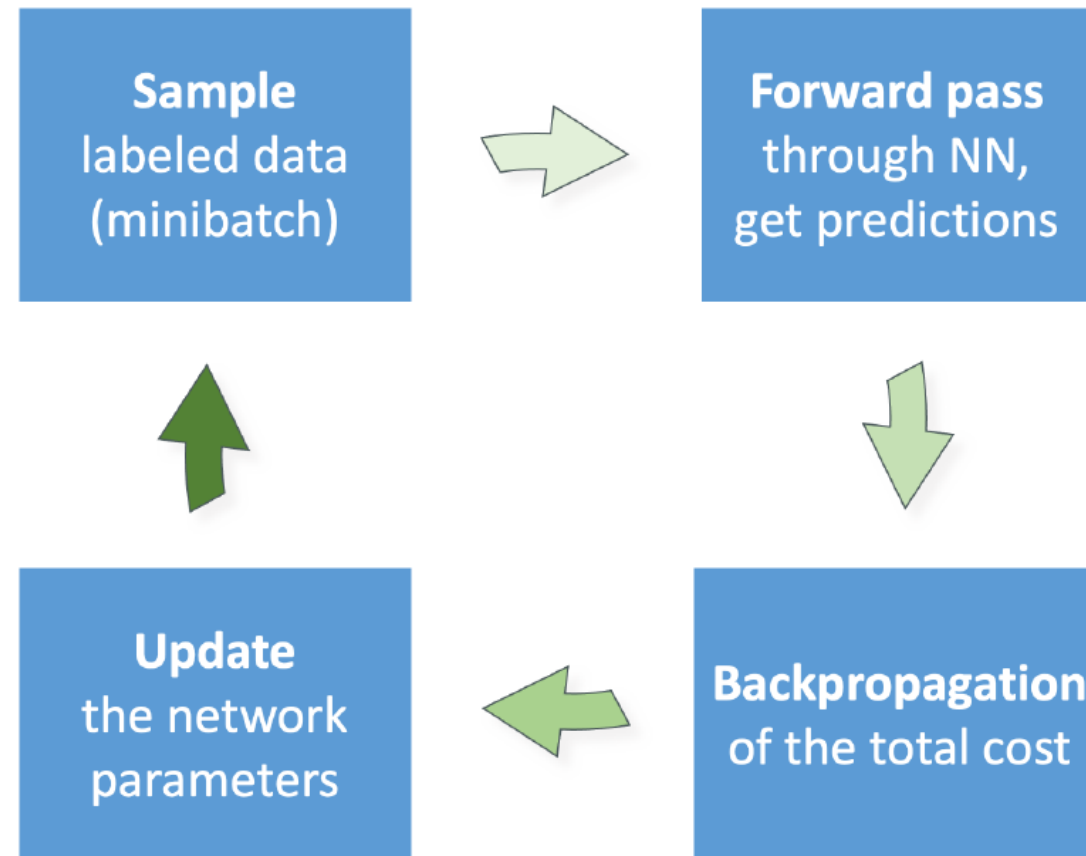 Sample
labeled data
(minibatch)
Forward pass
through NN,
get predictions
Update
the network
parameters
Backpropagation
of the total cost